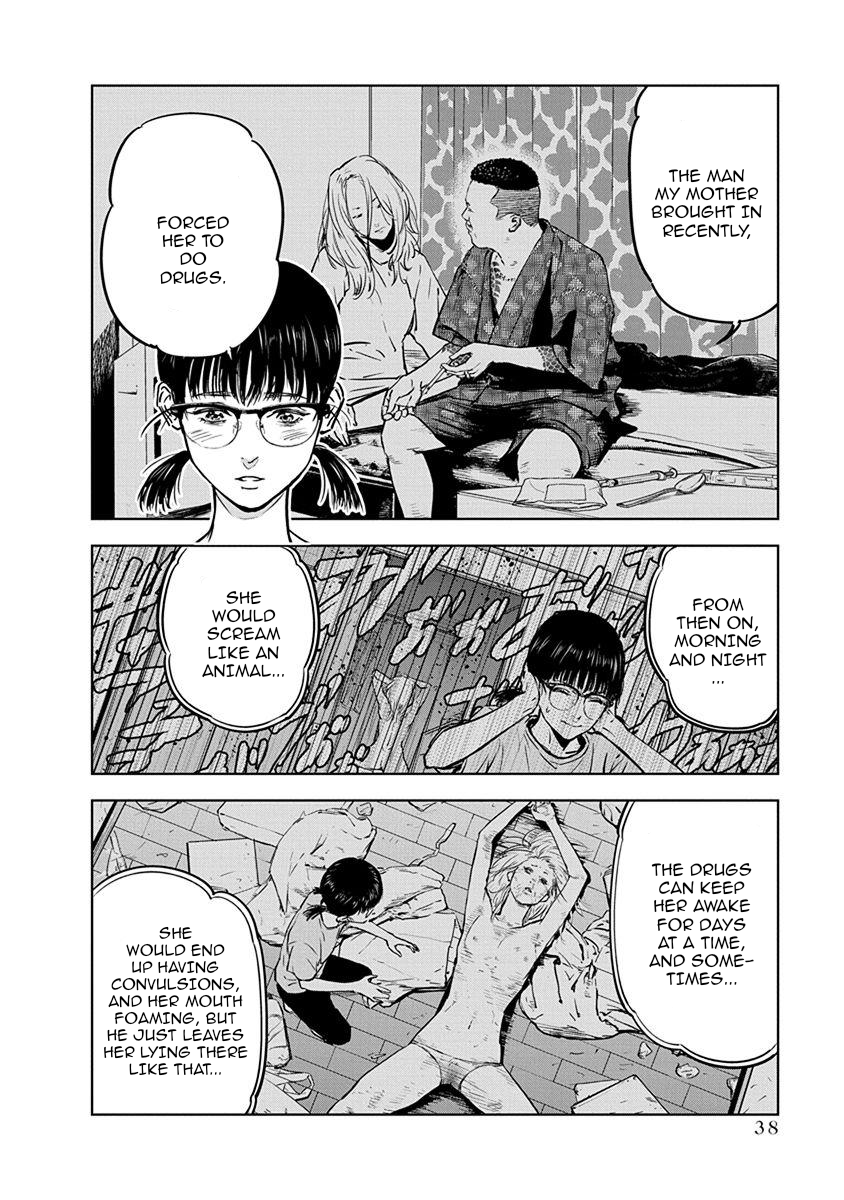 THE MAN
MY MOTHER
BROUGHT IN
RECENTLY,
FORCED
HER TO
DO
DRUGS.
FROM
THEN ON,
MORNING
AND NIGHT
...
SHE
WOULD
SCREAM
LIKE AN
ANIMAL...
THE DRUGS
CAN KEEP
HER AWAKE
FOR DAYS
AT A TIME,
AND SOME-
TIMES...
SHE
WOULD END
UP HAVING
CONVULSIONS,
AND HER MOUTH
FOAMING, BUT
HE JUST LEAVES
HER LYING THERE
LIKE THAT...
38